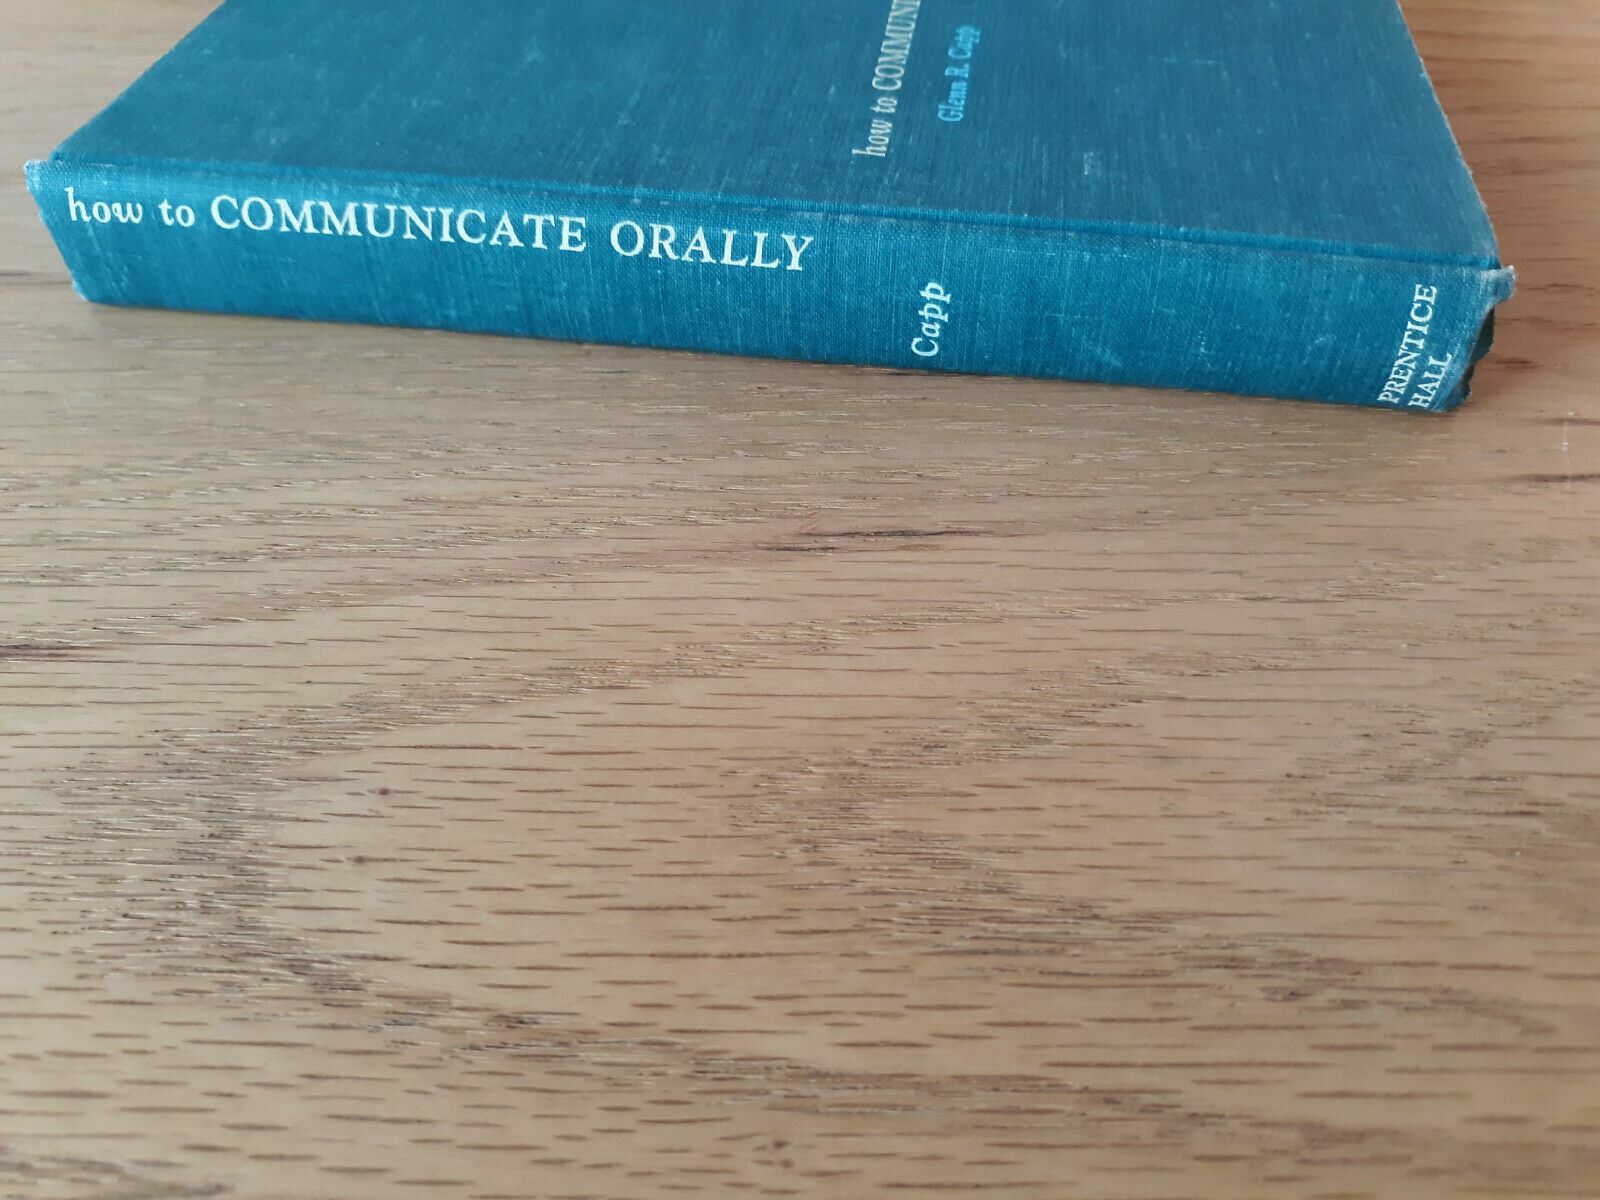 how to COMMUNI
Glenn R. Capp
how to COMMUNICATE ORALLY
Capp
PRENTICE
HALL